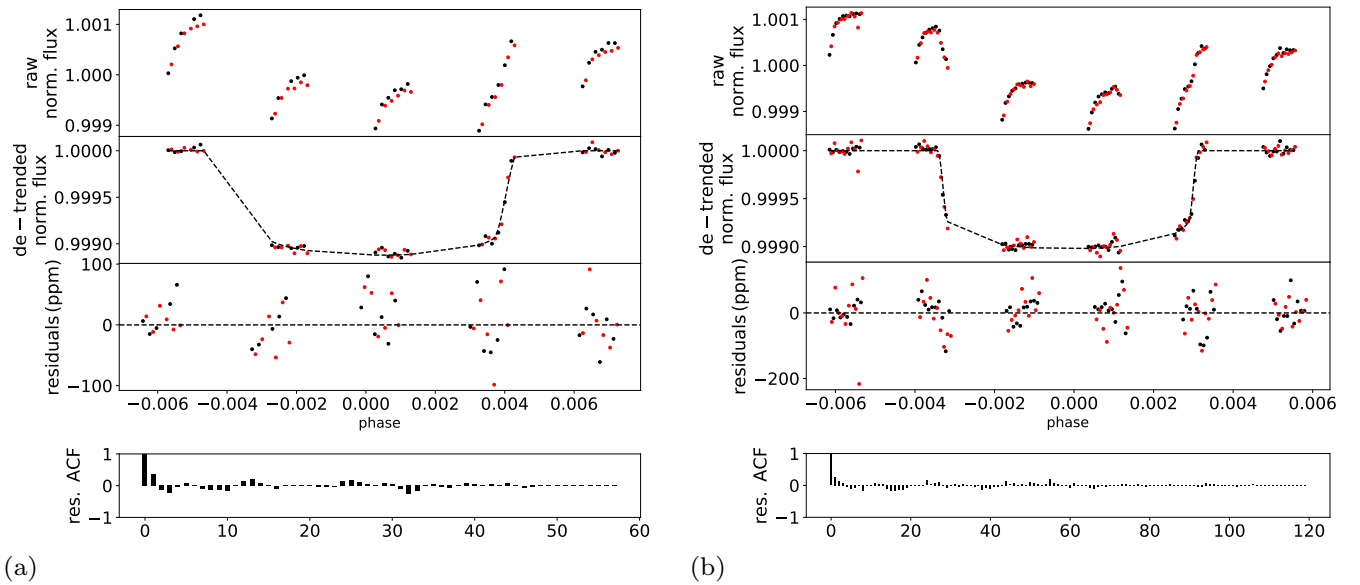 1.001
1.000
0.999
raw
norm. flux
1.0000
0.9995
0.9990
de−trended
norm. flux
100
0
−100
residuals (ppm)
−0.006 −0.004 −0.002 0.000 0.002 0.004 0.006
phase
1
0
−1
res. ACF
0 10 20 30 40 50 60
(a)
1.001
1.000
0.999
raw
norm. flux
1.0000
0.9995
0.9990
de−trended
norm. flux
0
−200
residuals (ppm)
−0.006 −0.004 −0.002 0.000 0.002 0.004 0.006
phase
1
0
−1
res. ACF
0 20 40 60 80 100 120
(b)